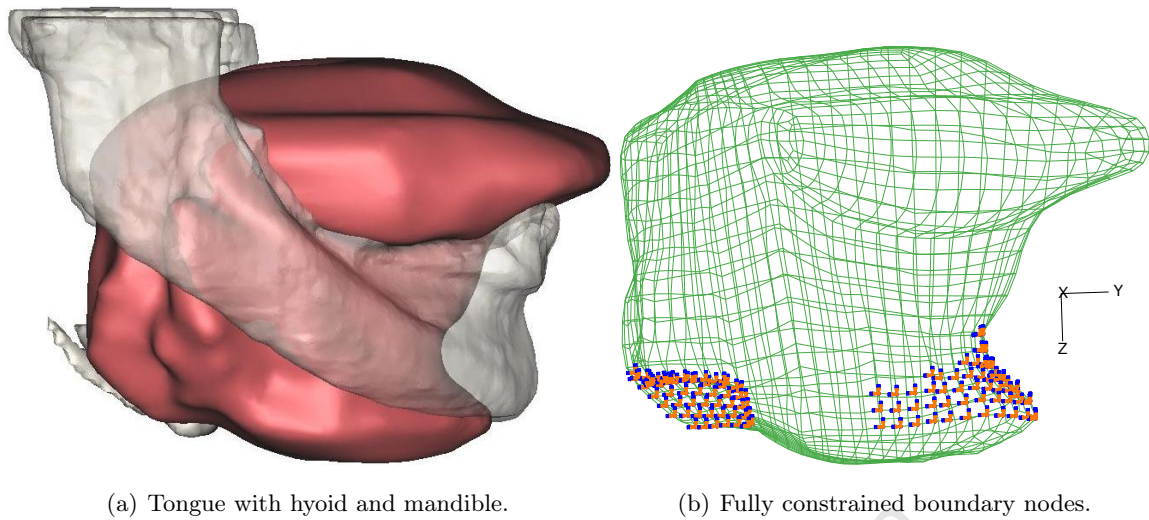 X Y
Z
(a) Tongue with hyoid and mandible.
(b) Fully constrained boundary nodes.